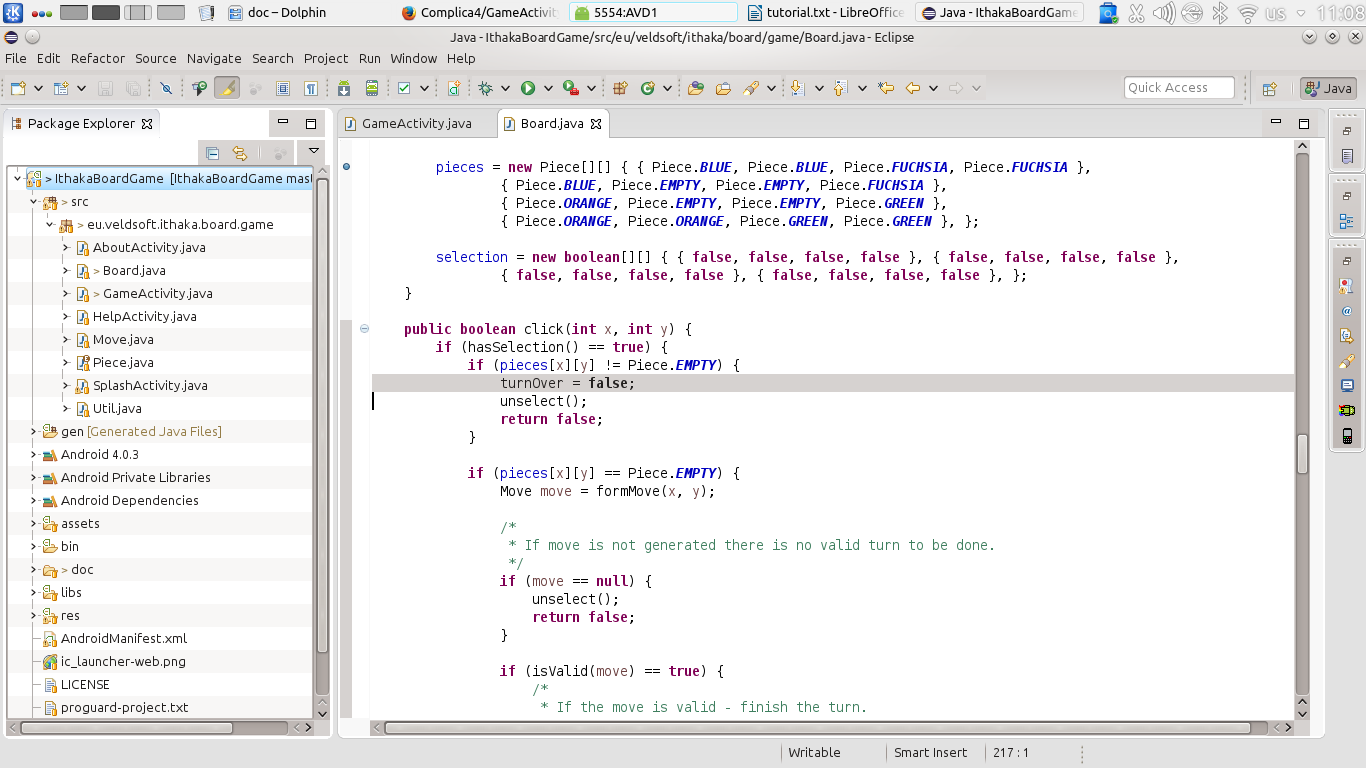 doc – Dolphin
Complica4/GameActivit
5554:AVD1
tutorial.txt - LibreOffice
Java - IthakaBoardGame
us
11:08
Java - IthakaBoardGame/src/eu/veldsoft/ithaka/board/game/Board.java - Eclipse
File Edit Refactor Source Navigate Search Project Run Window Help
Quick Access
Java
Package Explorer
> IthakaBoardGame [IthakaBoardGame mast
> src
> eu.veldsoft.ithaka.board.game
AboutActivity.java
> Board.java
> GameActivity.java
HelpActivity.java
Move.java
Piece.java
SplashActivity.java
Util.java
gen [Generated Java Files]
Android 4.0.3
Android Private Libraries
Android Dependencies
assets
bin
> doc
libs
res
AndroidManifest.xml
ic_launcher-web.png
LICENSE
proguard-project.txt
GameActivity.java
Board.java
pieces = new Piece[][] { { Piece.BLUE, Piece.BLUE, Piece.FUCHSIA, Piece.FUCHSIA },
{ Piece.BLUE, Piece.EMPTY, Piece.EMPTY, Piece.FUCHSIA },
{ Piece.ORANGE, Piece.EMPTY, Piece.EMPTY, Piece.GREEN },
{ Piece.ORANGE, Piece.ORANGE, Piece.GREEN, Piece.GREEN }, };
selection = new boolean[][] { { false, false, false, false }, { false, false, false, false },
{ false, false, false, false }, { false, false, false, false }, };
}
public boolean click(int x, int y) {
if (hasSelection() == true) {
if (pieces[x][y] != Piece.EMPTY) {
turnOver = false;
unselect();
return false;
}
if (pieces[x][y] == Piece.EMPTY) {
Move move = formMove(x, y);
/*
* If move is not generated there is no valid turn to be done.
*/
if (move == null) {
unselect();
return false;
}
if (isValid(move) == true) {
/*
* If the move is valid - finish the turn.
Writable
Smart Insert
217 : 1